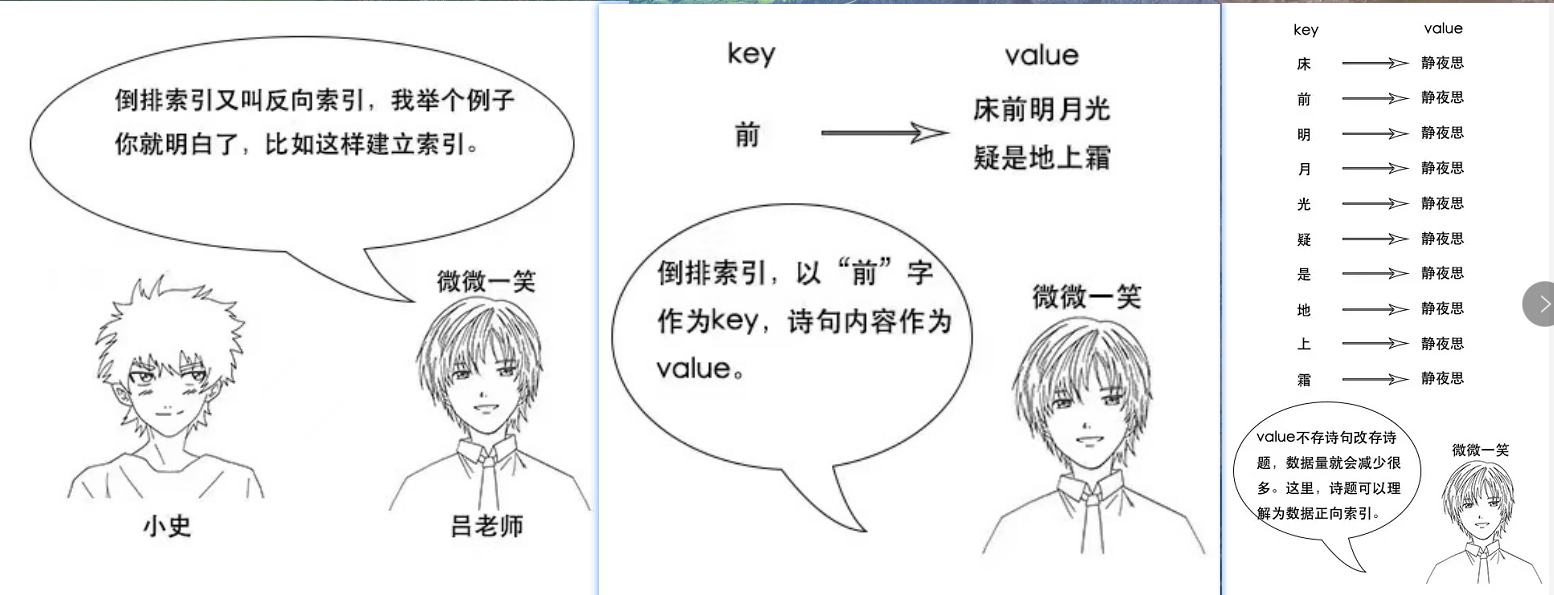 倒排索引又叫反向索引，我举个例子
你就明白了，比如这样建立索引。
微微一笑
小史
吕老师
key value
前 床前明月光
疑是地上霜
倒排索引，以“前”字
作为key，诗句内容作为
value。
微微一笑
key value
床 静夜思
前 静夜思
明 静夜思
月 静夜思
光 静夜思
疑 静夜思
是 静夜思
地 静夜思
上 静夜思
霜 静夜思
value不存诗句改存诗
题，数据量就会减少很
多。这里，诗题可以理
解为数据正向索引。
微微一笑